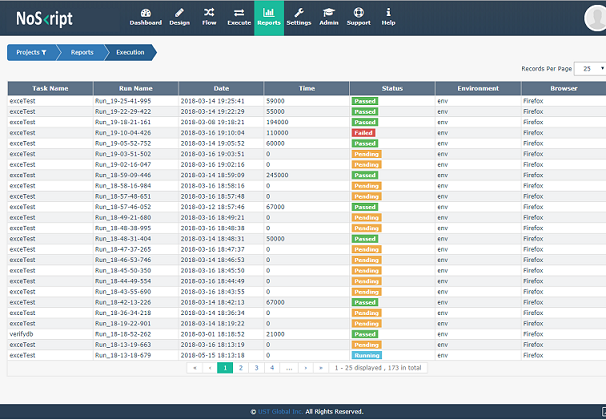 NoScript
Dashboard Design Flow Execute Reports Settings Admin Support Help
Projects Reports Execution
Records Per Page 25
Task Name Run Name Date Time Status Environment Browser
exceTest Run_19-25-41-995 2018-03-14 19:25:41 59000 Passed env Firefox
exceTest Run_19-22-29-422 2018-03-14 19:22:29 55000 Passed env Firefox
exceTest Run_19-18-21-161 2018-03-08 19:18:21 194000 Passed env Firefox
exceTest Run_19-10-04-426 2018-03-16 19:10:04 110000 Failed env Firefox
exceTest Run_19-05-52-752 2018-03-14 19:05:52 60000 Passed env Firefox
exceTest Run_19-03-51-502 2018-03-16 19:03:51 0 Pending env Firefox
exceTest Run_19-02-16-047 2018-03-16 19:02:16 0 Pending env Firefox
exceTest Run_18-59-09-446 2018-03-14 18:59:09 245000 Passed env Firefox
exceTest Run_18-58-16-984 2018-03-16 18:58:16 0 Pending env Firefox
exceTest Run_18-57-48-651 2018-03-16 18:57:48 0 Pending env Firefox
exceTest Run_18-57-46-052 2018-03-12 18:57:46 67000 Passed env Firefox
exceTest Run_18-49-21-680 2018-03-16 18:49:21 0 Pending env Firefox
exceTest Run_18-48-38-995 2018-03-16 18:48:38 0 Pending env Firefox
exceTest Run_18-48-31-404 2018-03-14 18:48:31 50000 Passed env Firefox
exceTest Run_18-47-37-265 2018-03-16 18:47:37 0 Pending env Firefox
exceTest Run_18-46-53-746 2018-03-14 18:46:53 0 Pending env Firefox
exceTest Run_18-45-50-350 2018-03-16 18:45:50 0 Pending env Firefox
exceTest Run_18-44-49-554 2018-03-16 18:44:49 0 Pending env Firefox
exceTest Run_18-43-55-690 2018-03-16 18:43:55 0 Pending env Firefox
exceTest Run_18-42-13-226 2018-03-14 18:42:13 67000 Passed env Firefox
exceTest Run_18-36-34-218 2018-03-14 18:36:34 0 Pending env Firefox
exceTest Run_18-19-22-901 2018-03-14 18:19:22 0 Pending env Firefox
verifydb Run_18-18-52-262 2018-03-01 18:18:52 21000 Passed env Firefox
exceTest Run_18-13-19-663 2018-03-16 18:13:19 0 Pending env Firefox
exceTest Run_18-13-18-679 2018-05-15 18:13:18 0 Running env Firefox
« ‹ 1 2 3 4 ... › » 1 - 25 displayed , 173 in total
© UST Global Inc. All Rights Reserved.